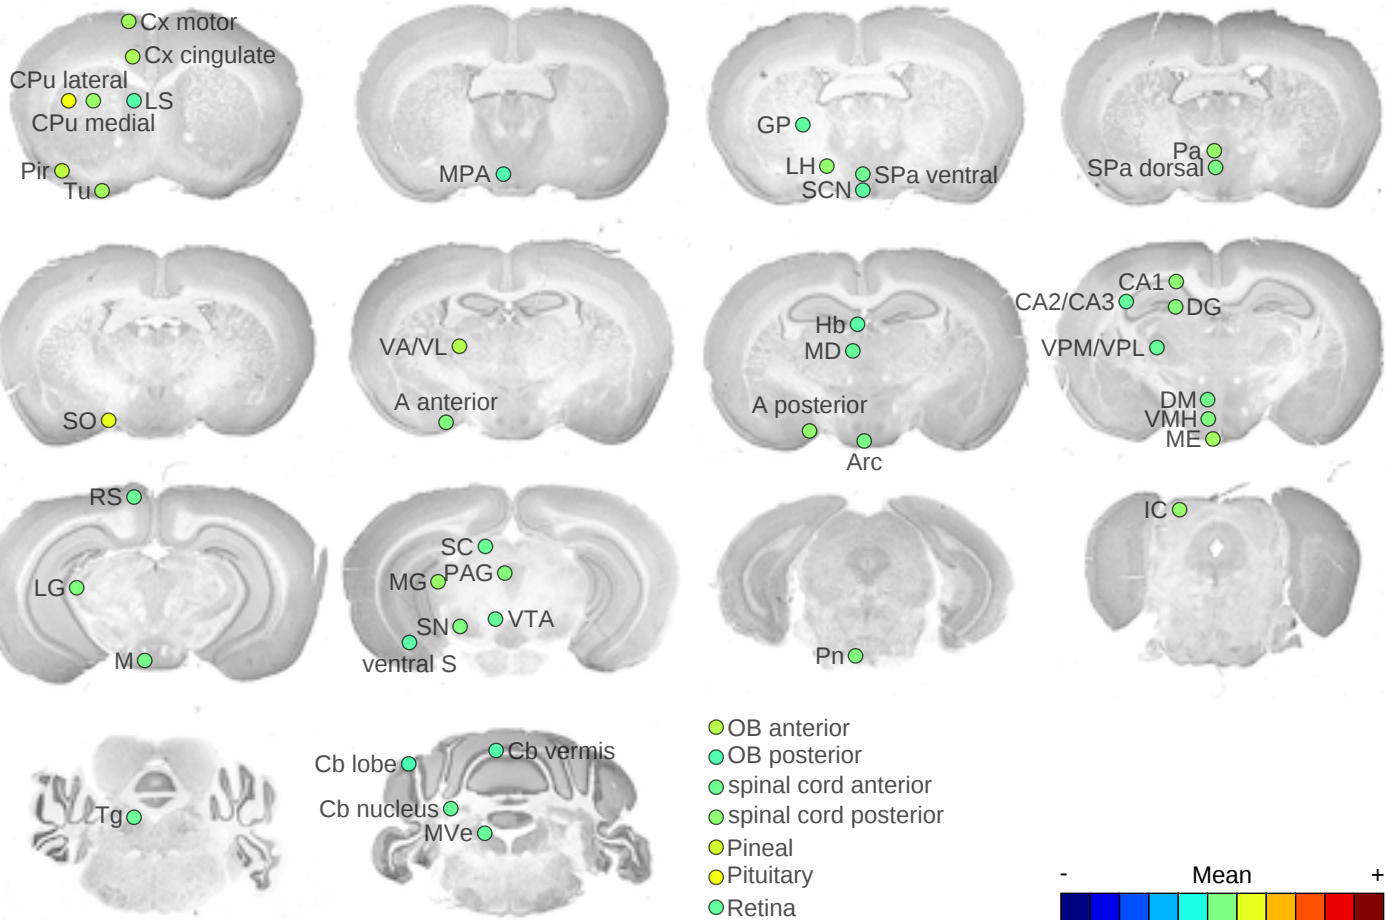 Cx motor
Cx cingulate
CPu lateral
LS
CPu medial
Pir
Tu
MPA
GP
LH
SPa ventral
SCN
Pa
SPa dorsal
SO
VA/VL
A anterior
Hb
MD
A posterior
Arc
CA1
CA2/CA3
DG
VPM/VPL
DM
VMH
ME
RS
LG
M
SC
MG
PAG
SN
VTA
ventral S
Pn
IC
Tg
Cb lobe
Cb vermis
Cb nucleus
MVe
OB anterior
OB posterior
spinal cord anterior
spinal cord posterior
Pineal
Pituitary
Retina
- Mean +